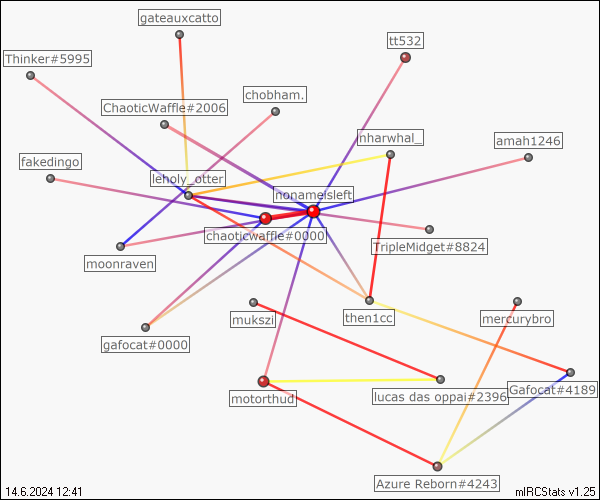 gateauxcatto
tt532
Thinker#5995
chobham.
ChaoticWaffle#2006
nharwhal_
amah1246
fakedingo
leholy_otter
nonameisleft
chaoticwaffle#0000
TripleMidget#8824
moonraven
mukszi
then1cc
mercurybro
gafocat#0000
motorthud
lucas das oppai#2396
Gafocat#4189
Azure Reborn#4243
14.6.2024 12:41
mIRCStats v1.25